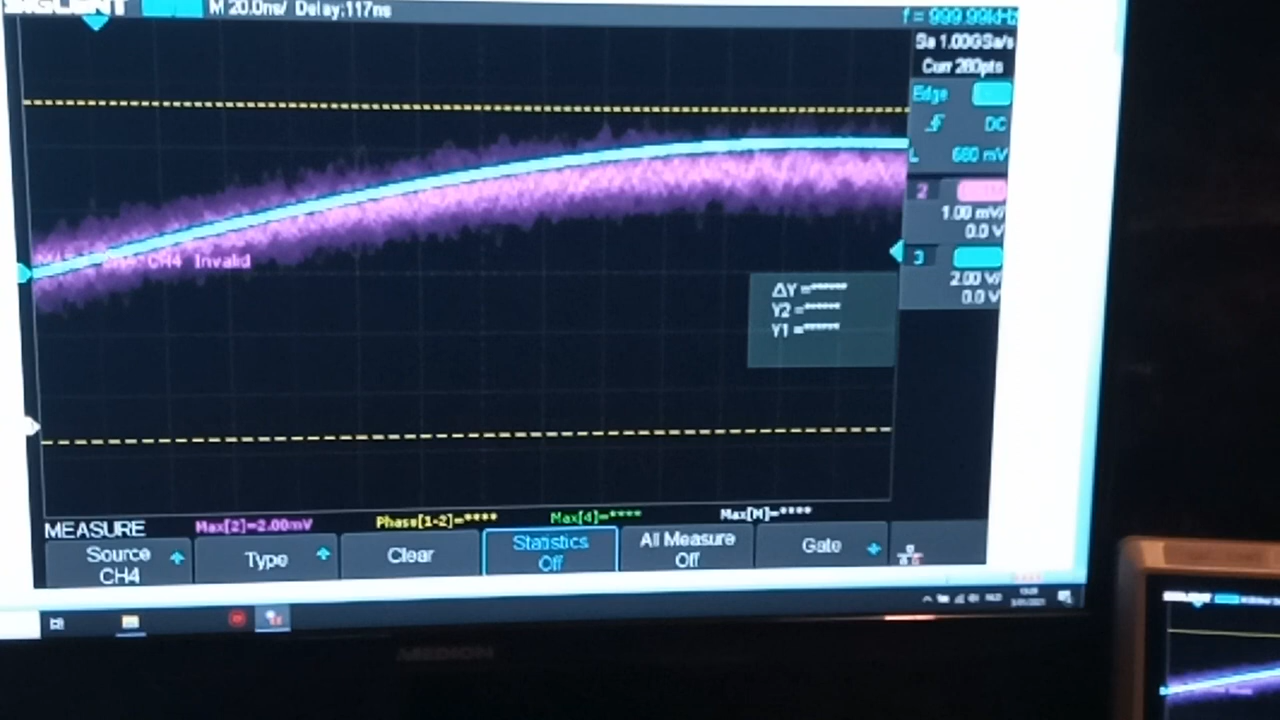 SIGLENT
M 20.0ns/ Delay:117ns
f = 999.99kHz
Sa 1.00GSa/s
Curr 280pts
Edge
DC
L 680 mV
2
1.00 mV/
0.0 V
3
2.00 V/
0.0 V
CH4 Invalid
ΔY =******
Y2 =******
Y1 =******
MEASURE
Max[2]=2.00mV
Phase[1-2]=****
Max[4]=****
Max[M]=****
Source
CH4
Type
Clear
Statistics
Off
All Measure
Off
Gate